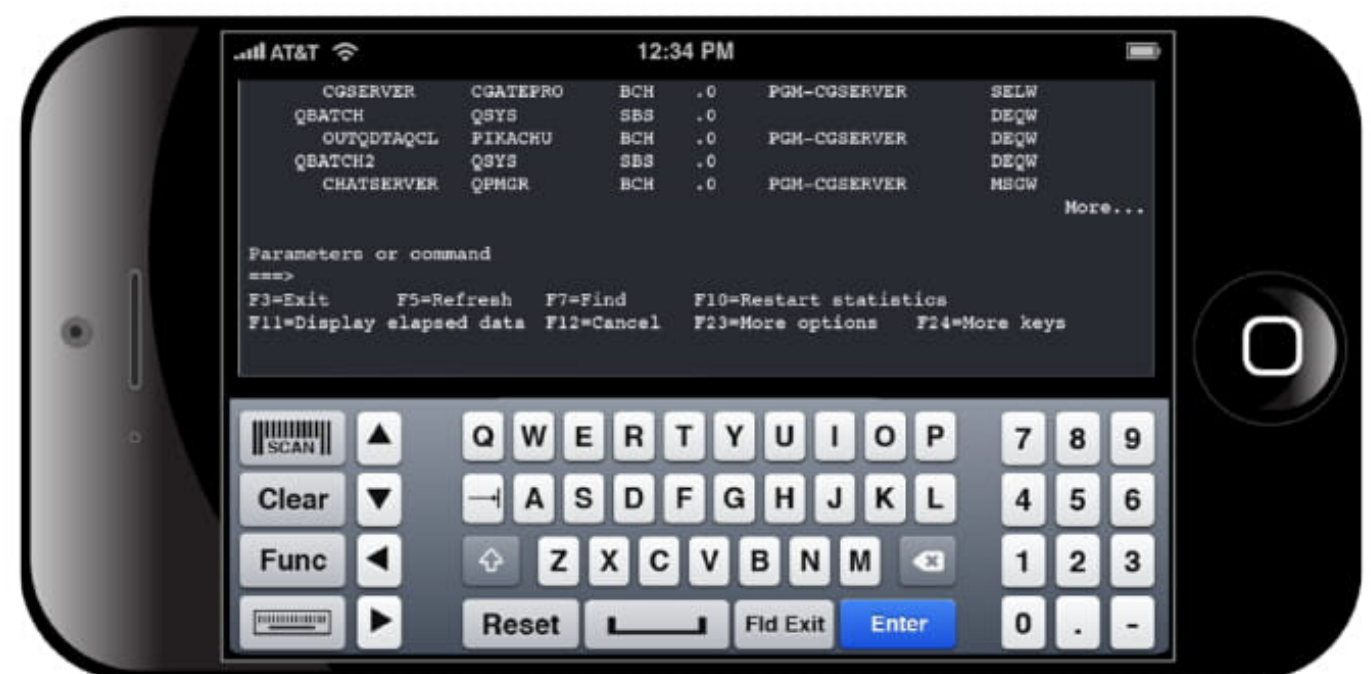 AT&T 12:34 PM
CGSERVER CGATEPRO BCH .0 PGM-CGSERVER SELW
QBATCH QSYS SBS .0 DEQW
OUTQDTAQCL PIKACHU BCH .0 PGM-CGSERVER DEQW
QBATCH2 QSYS SBS .0 DEQW
CHATSERVER QPMGR BCH .0 PGM-CGSERVER MSGW
More...
Parameters or command
===>
F3=Exit F5=Refresh F7=Find F10=Restart statistics
F11=Display elapsed data F12=Cancel F23=More options F24=More keys
SCAN Q W E R T Y U I O P 7 8 9
Clear A S D F G H J K L 4 5 6
Func Z X C V B N M 1 2 3
Reset Fld Exit Enter 0 . -